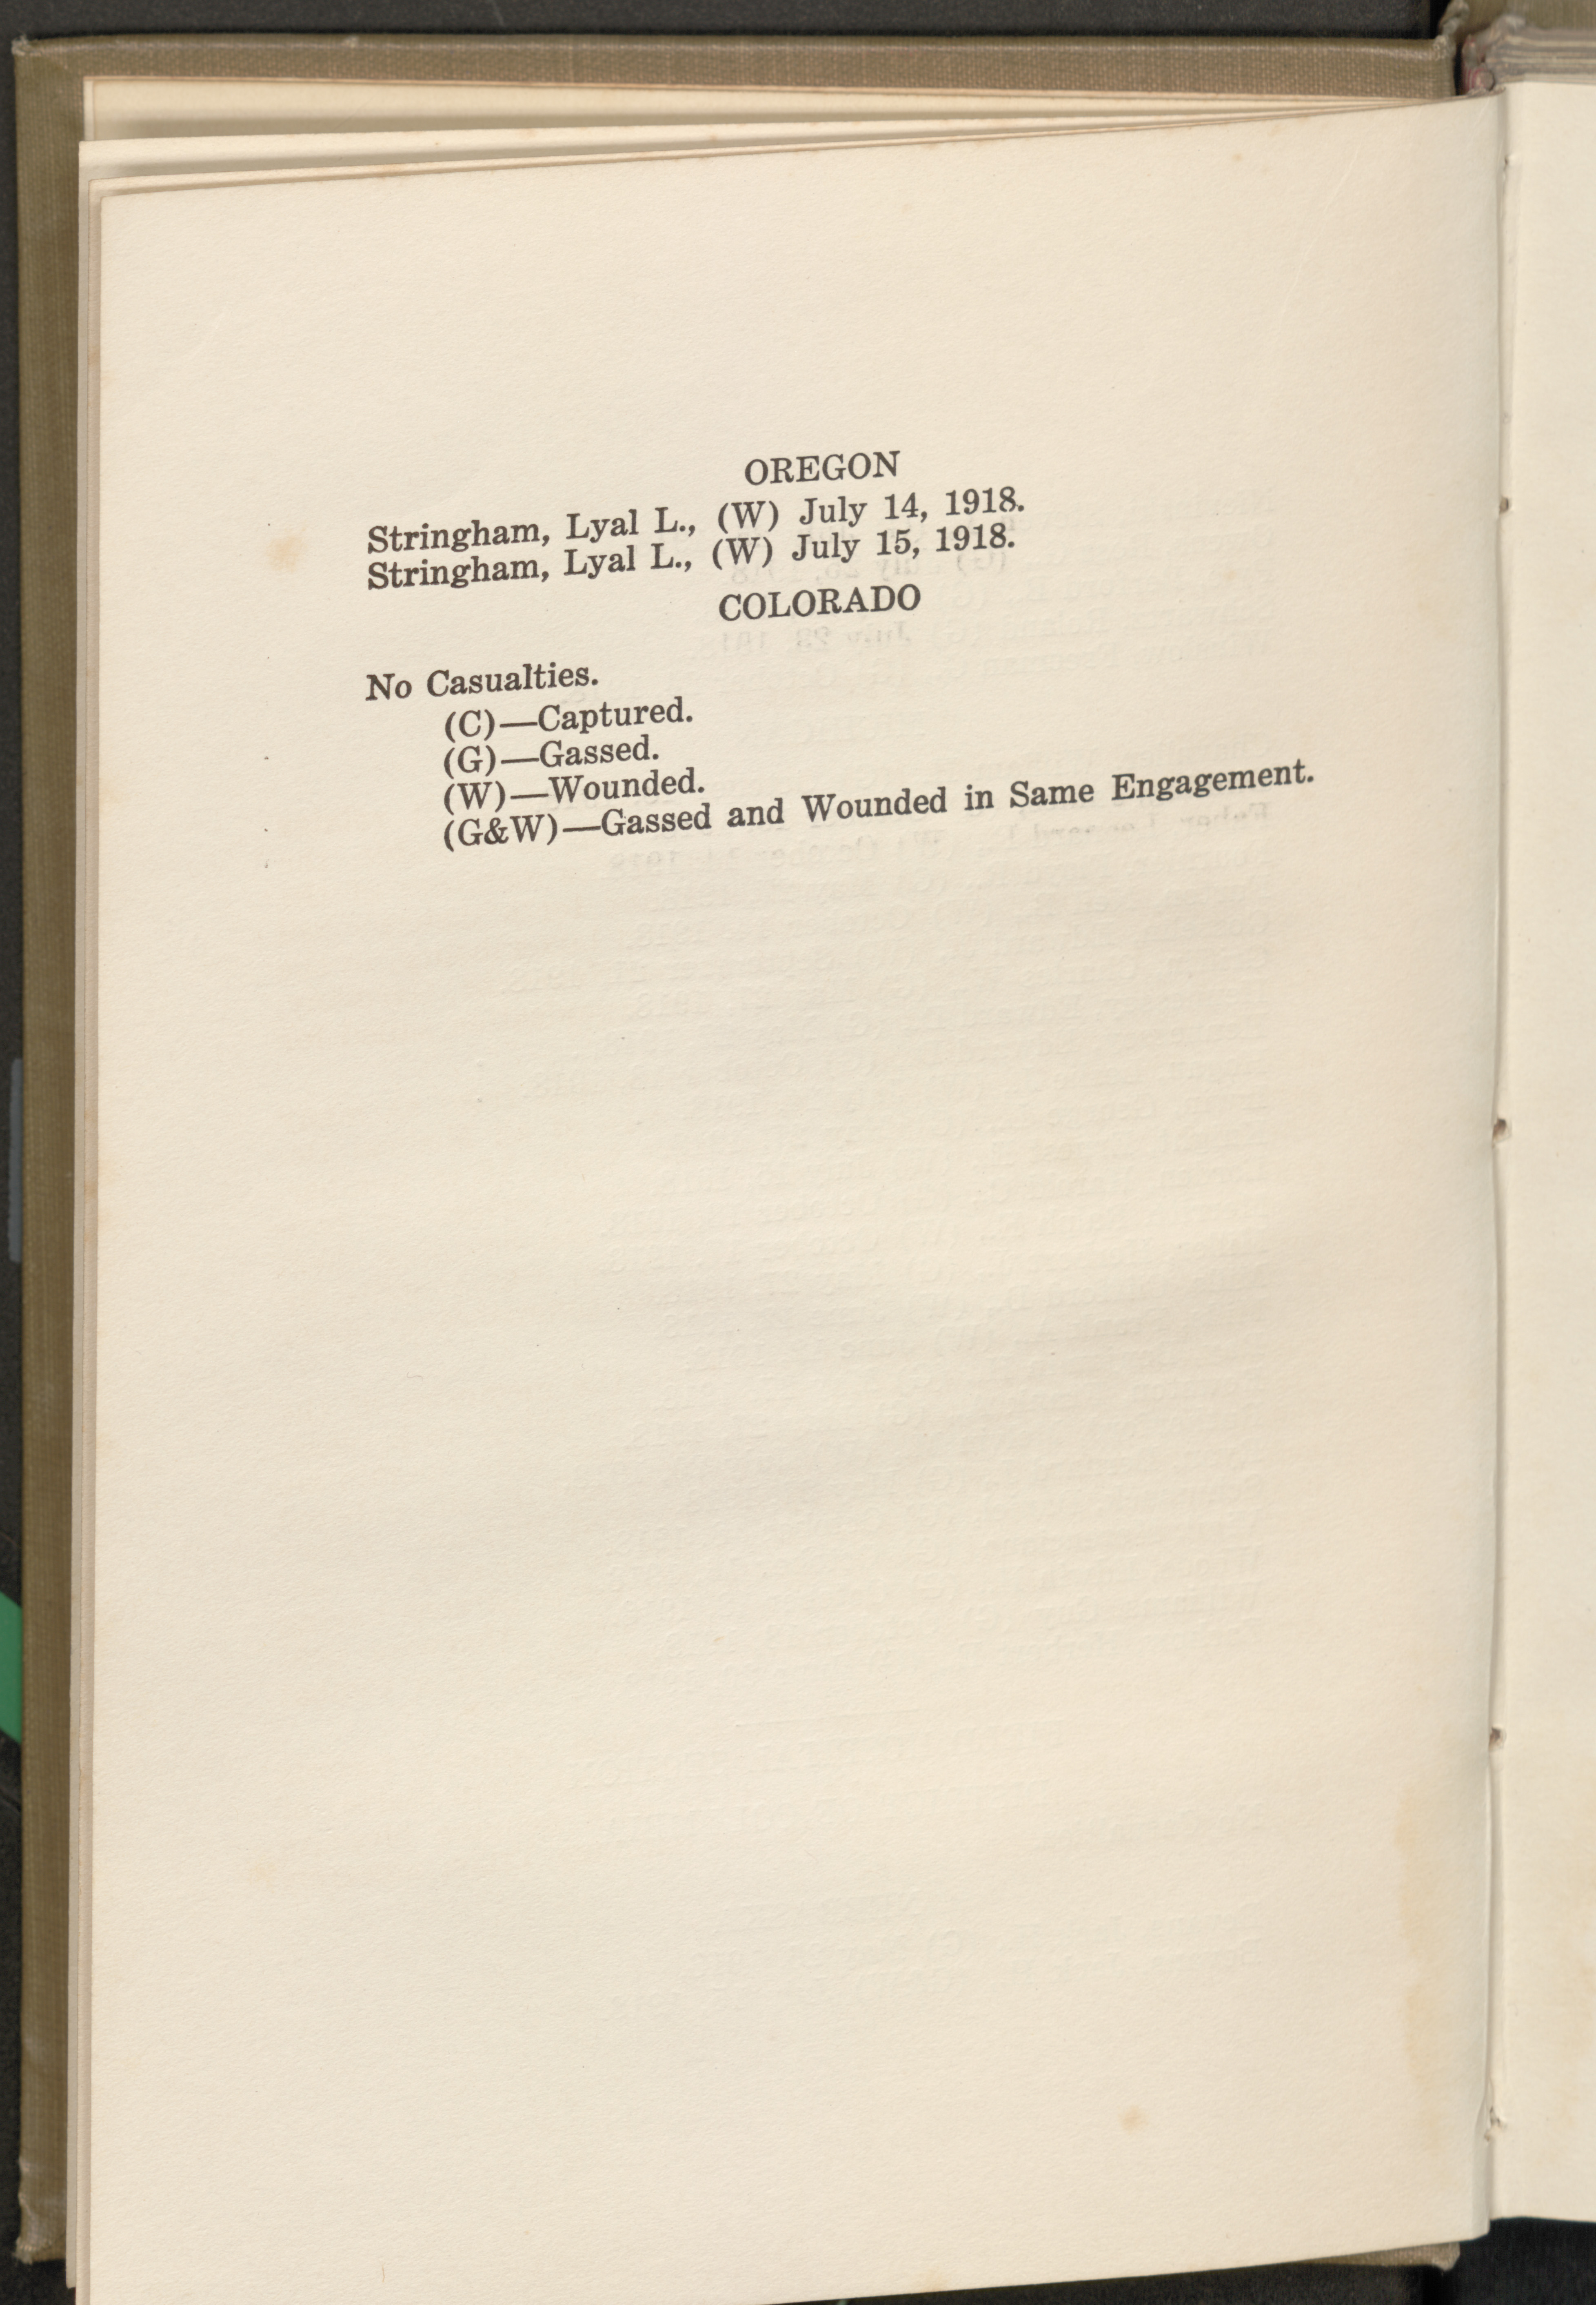 OREGON
Stringham, Lyal L., (W) July 14, 1918.
Stringham, Lyal L., (W) July 15, 1918.
COLORADO
No Casualties.
(C)—Captured.
(G)—Gassed.
(W)—Wounded.
(G&W)—Gassed and Wounded in Same Engagement.